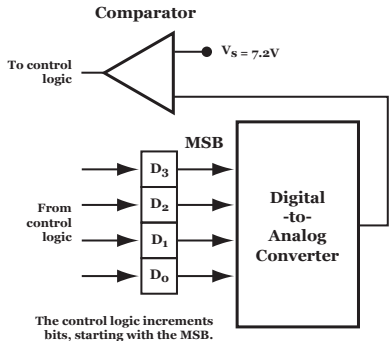 Comparator
Vs = 7.2V
To control
logic
MSB
D3
D2
D1
D0
From
control
logic
Digital
-to-
Analog
Converter
The control logic increments
bits, starting with the MSB.